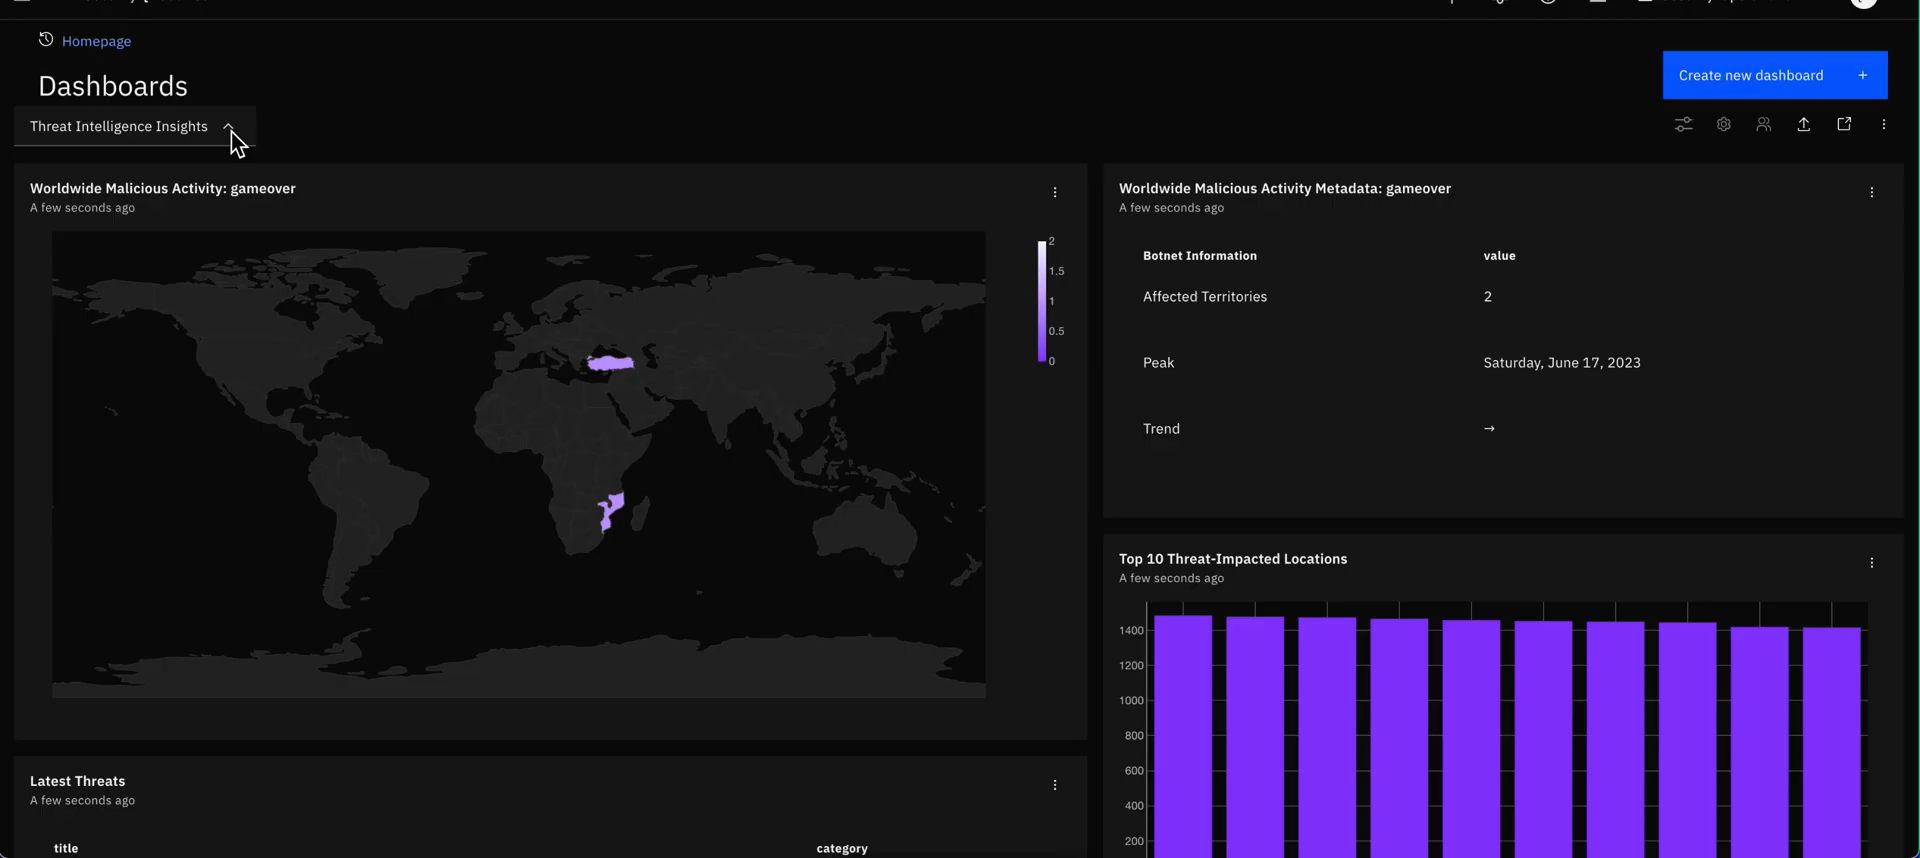 Homepage
Dashboards
Create new dashboard +
Threat Intelligence Insights
Worldwide Malicious Activity: gameover
A few seconds ago
2
1.5
1
0.5
0
Worldwide Malicious Activity Metadata: gameover
A few seconds ago
Botnet Information value
Affected Territories 2
Peak Saturday, June 17, 2023
Trend →
Top 10 Threat-Impacted Locations
A few seconds ago
1400
1200
1000
800
600
400
200
Latest Threats
A few seconds ago
title category